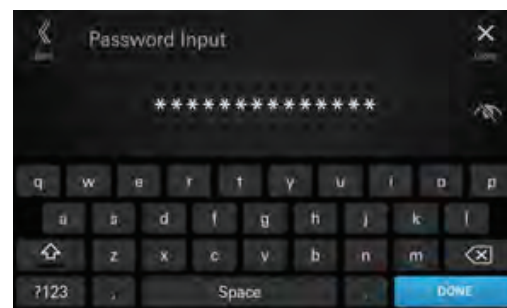 Password Input
**************
q w e r t y u i o p
a s d f g h j k l
z x c v b n m
?123 , Space . DONE